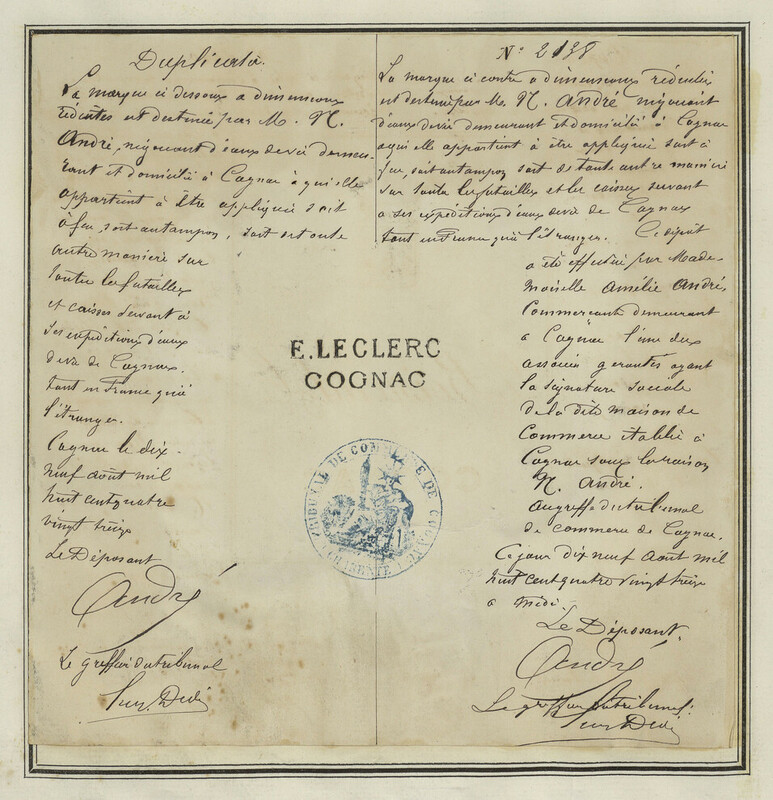 Duplicata.
La marque ci dessous a dimensions
réduites est destinée par M. N.
André, négociant d'eaux de vie demeu-
rant et domicilié à Cognac à qui elle
appartient à être appliquée soit
à feu, soit au tampon, soit de toute
autre manière sur
toutes les futailles
et caisses servant à
ses expéditions d'eaux
de vie de Cognac.
tant en France qu'à
l'étranger.
Cognac le dix-
neuf août mil
huit cent quatre
vingt treize
Le Déposant
André
Le greffier du tribunal
N° 2138
La marque ci contre a dimensions réduites
est destinée par M. N. André négociant
d'eaux de vie demeurant et domicilié à Cognac
à qui elle appartient à être appliquée soit à
feu, soit au tampon soit de toute autre manière
sur toutes les futailles et les caisses servant
a ses expéditions d'eaux de vie de Cognac
tant en France qu'à l'étranger. Ce dépôt
a été effectué par Made-
moiselle Amélie André,
Commerçante demeurant
à Cognac l'une des
associés gérantes ayant
la signature sociale
de la dite maison de
Commerce établie à
Cognac sous la raison
N. André.
Au greffe du tribunal
de commerce de Cognac.
Ce jour dix neuf Août mil
huit cent quatre vingt treize
à midi.
Le Déposant.
André
Le greffier du tribunal.
E. LECLERC
COGNAC
TRIBUNAL DE COMMERCE DE COGNAC
CHARENTE